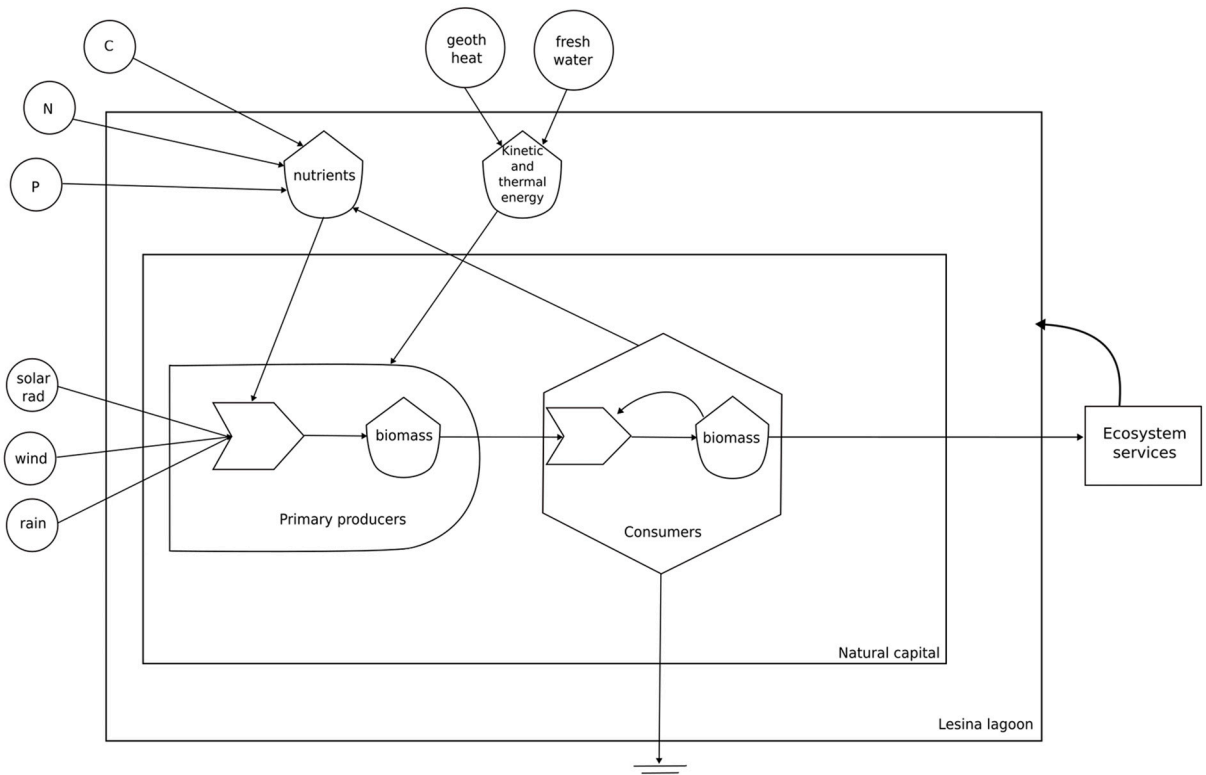 C
geoth
heat
fresh
water
N
P
nutrients
Kinetic
and
thermal
energy
solar
rad
wind
rain
biomass
Primary producers
biomass
Consumers
Ecosystem
services
Natural capital
Lesina lagoon